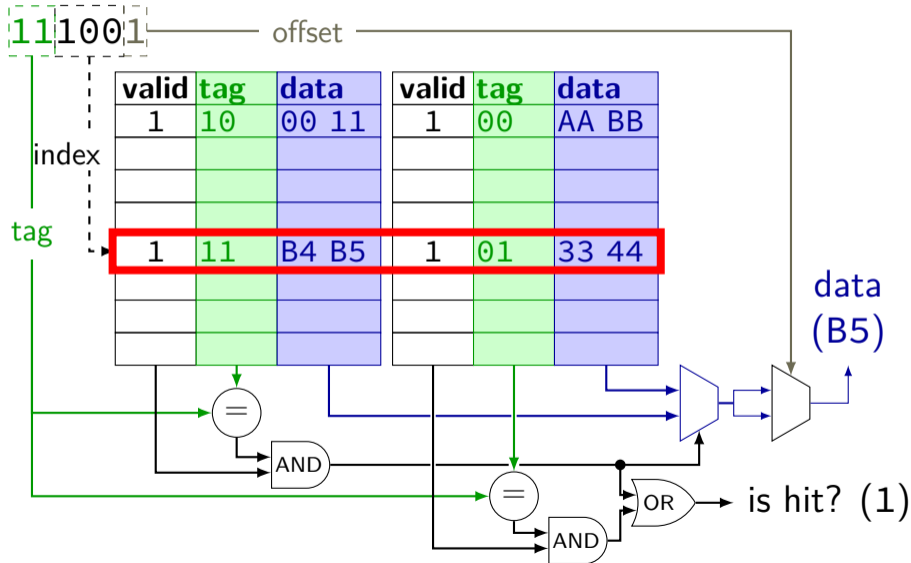 111001
offset
valid tag data valid tag data
1 10 00 11 1 00 AA BB
index
tag
1 11 B4 B5 1 01 33 44
data
(B5)
=
AND
=
OR
is hit? (1)
AND